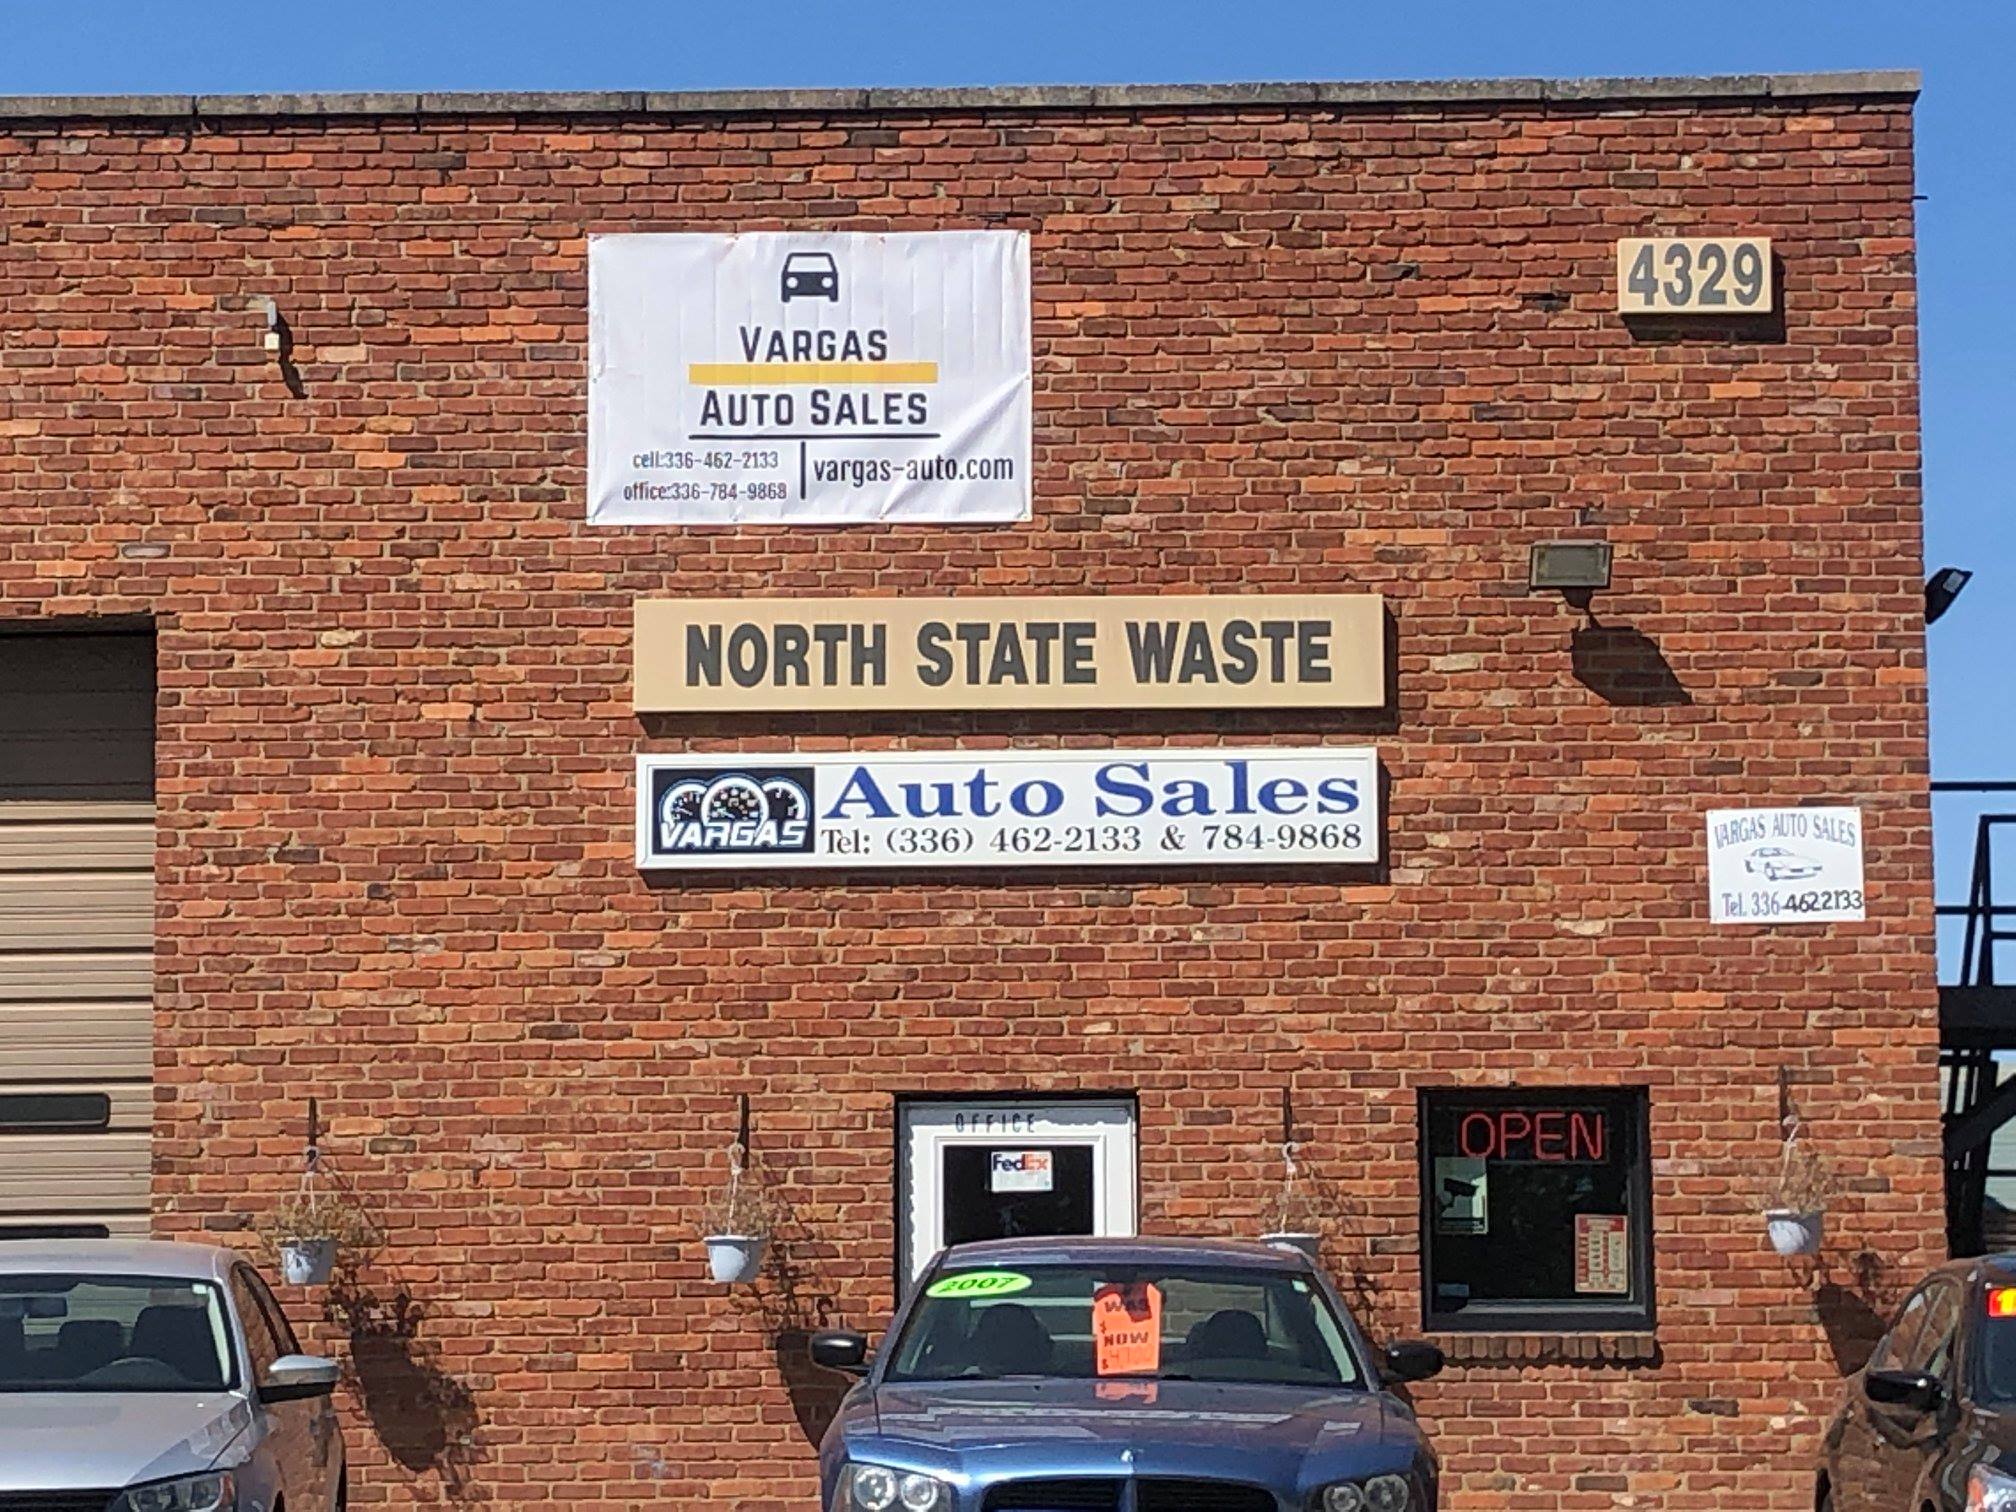 4329
VARGAS
AUTO SALES
cell:336-462-2133
office:336-784-9868
vargas-auto.com
NORTH STATE WASTE
VARGAS
Auto Sales
Tel: (336) 462-2133 & 784-9868
VARGAS AUTO SALES
Tel. 336-4622133
OFFICE
FedEx
OPEN
2007
WAS
$
NOW